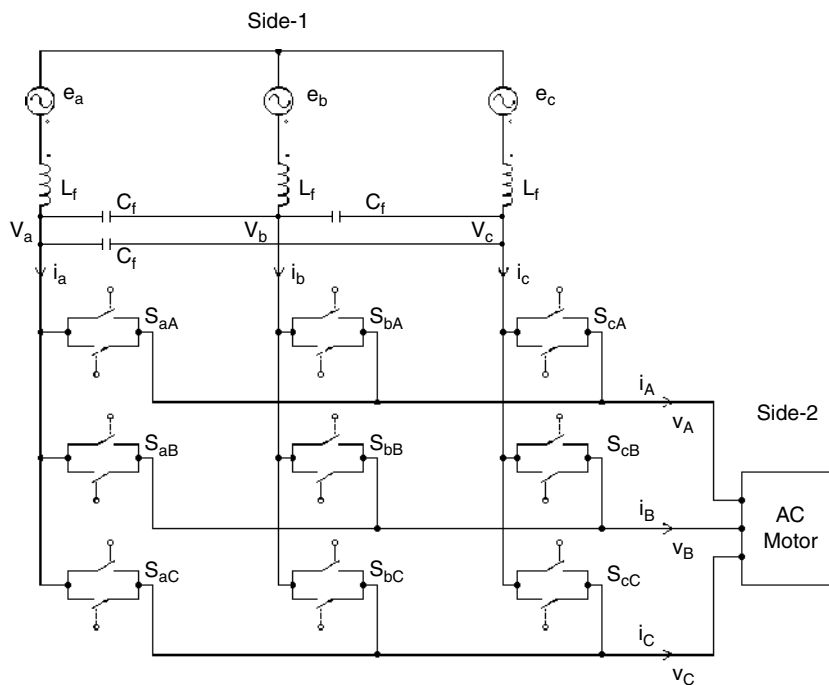 Side-1
e_a
e_b
e_c
L_f
L_f
L_f
C_f
C_f
V_a
V_b
V_c
C_f
i_a
i_b
i_c
S_aA
S_bA
S_cA
i_A
v_A
Side-2
S_aB
S_bB
S_cB
i_B
v_B
AC
Motor
S_aC
S_bC
S_cC
i_C
v_C